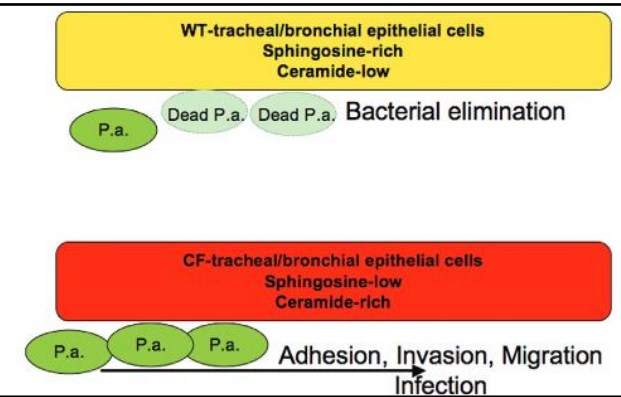 WT-tracheal/bronchial epithelial cells
Sphingosine-rich
Ceramide-low
P.a.
Dead P.a.
Dead P.a.
Bacterial elimination
CF-tracheal/bronchial epithelial cells
Sphingosine-low
Ceramide-rich
P.a.
P.a.
P.a.
Adhesion, Invasion, Migration
Infection